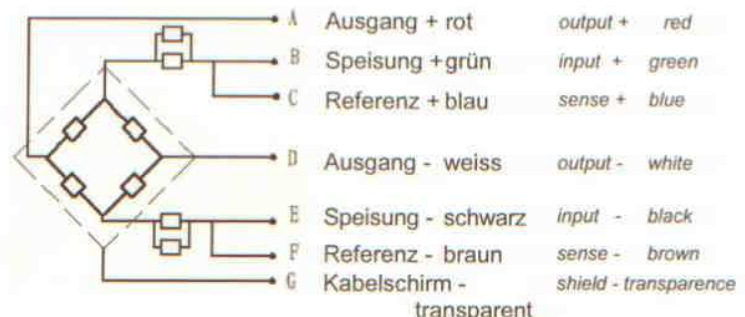 A Ausgang + rot output + red
B Speisung +grün input + green
C Referenz + blau sense + blue
D Ausgang - weiss output - white
E Speisung - schwarz input - black
F Referenz - braun sense - brown
G Kabelschirm - shield - transparence
transparent